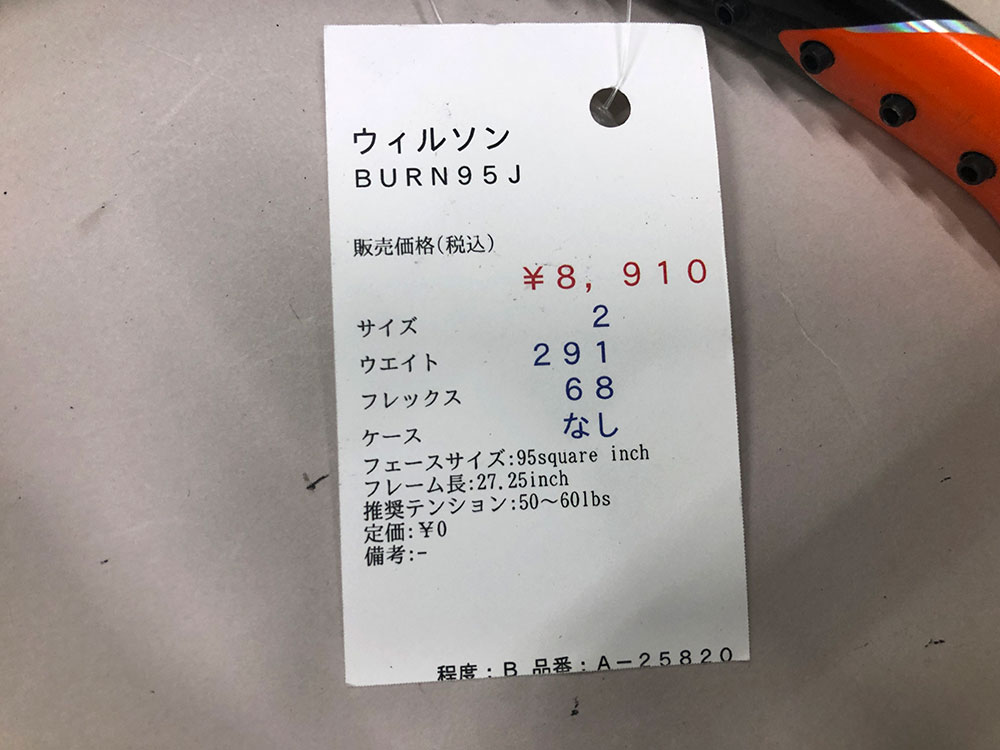 ウィルソン
BURN95J
販売価格(税込)
¥8,910
サイズ 2
ウエイト 291
フレックス 68
ケース なし
フェースサイズ:95square inch
フレーム長:27.25inch
推奨テンション:50～60lbs
定価:¥0
備考:-
程度:B 品番:A-25820